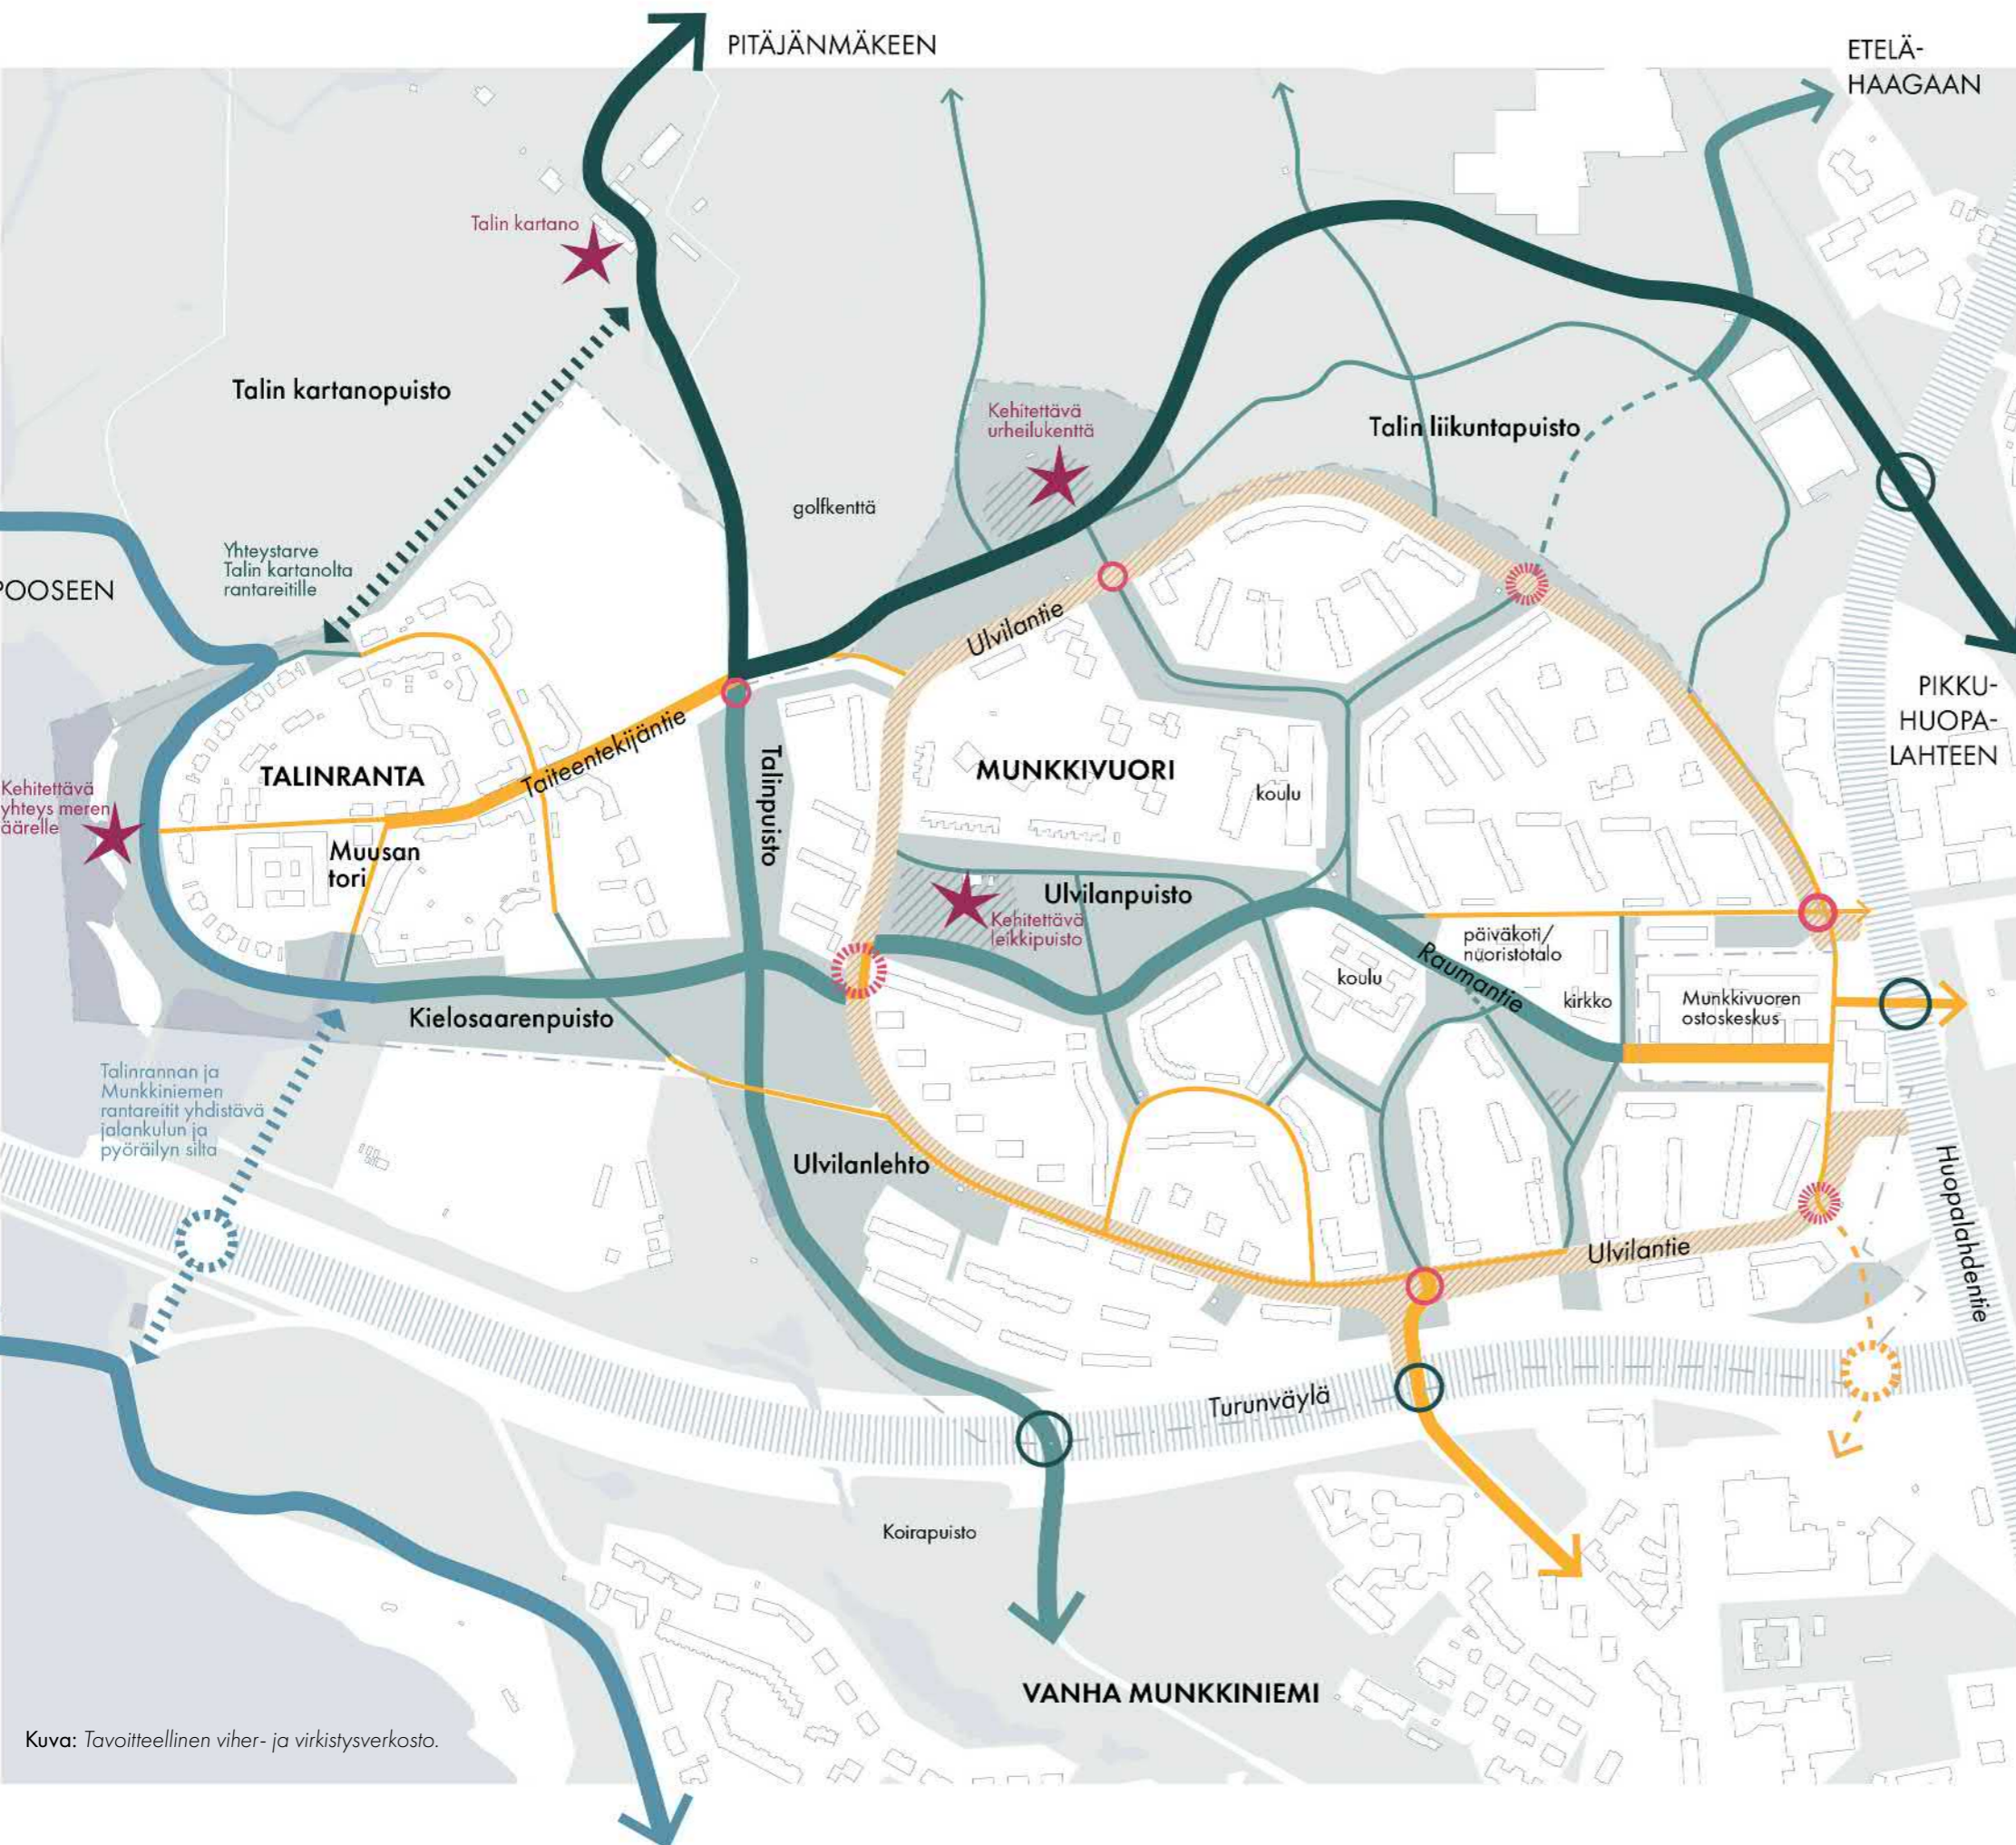 PITÄJÄNMÄKEEN
ETELÄ-
HAAGAAN
Talin kartano
Talin kartanopuisto
Kehitettävä
urheilukenttä
Talin liikuntapuisto
golfkenttä
Yhteystarve
Talin kartanolta
rantareitille
POOSEEN
Ulvilantie
PIKKU-
HUOPA-
LAHTEEN
Taiteentekijäntie
TALINRANTA
Talinpuisto
MUNKKIVUORI
koulu
Kehitettävä
yhteys meren
äärelle
Muusan
tori
Ulvilanpuisto
Kehitettävä
leikkipuisto
päiväkoti/
nuoristotalo
koulu
Raumantie
kirkko
Munkkivuoren
ostoskeskus
Kielosaarenpuisto
Talinrannan ja
Munkkiniemen
rantareitit yhdistävä
jalankulun ja
pyöräilyn silta
Ulvilanlehto
Ulvilantie
Huopalahdentie
Turunväylä
Koirapuisto
VANHA MUNKKINIEMI
Kuva: Tavoitteellinen viher- ja virkistysverkosto.